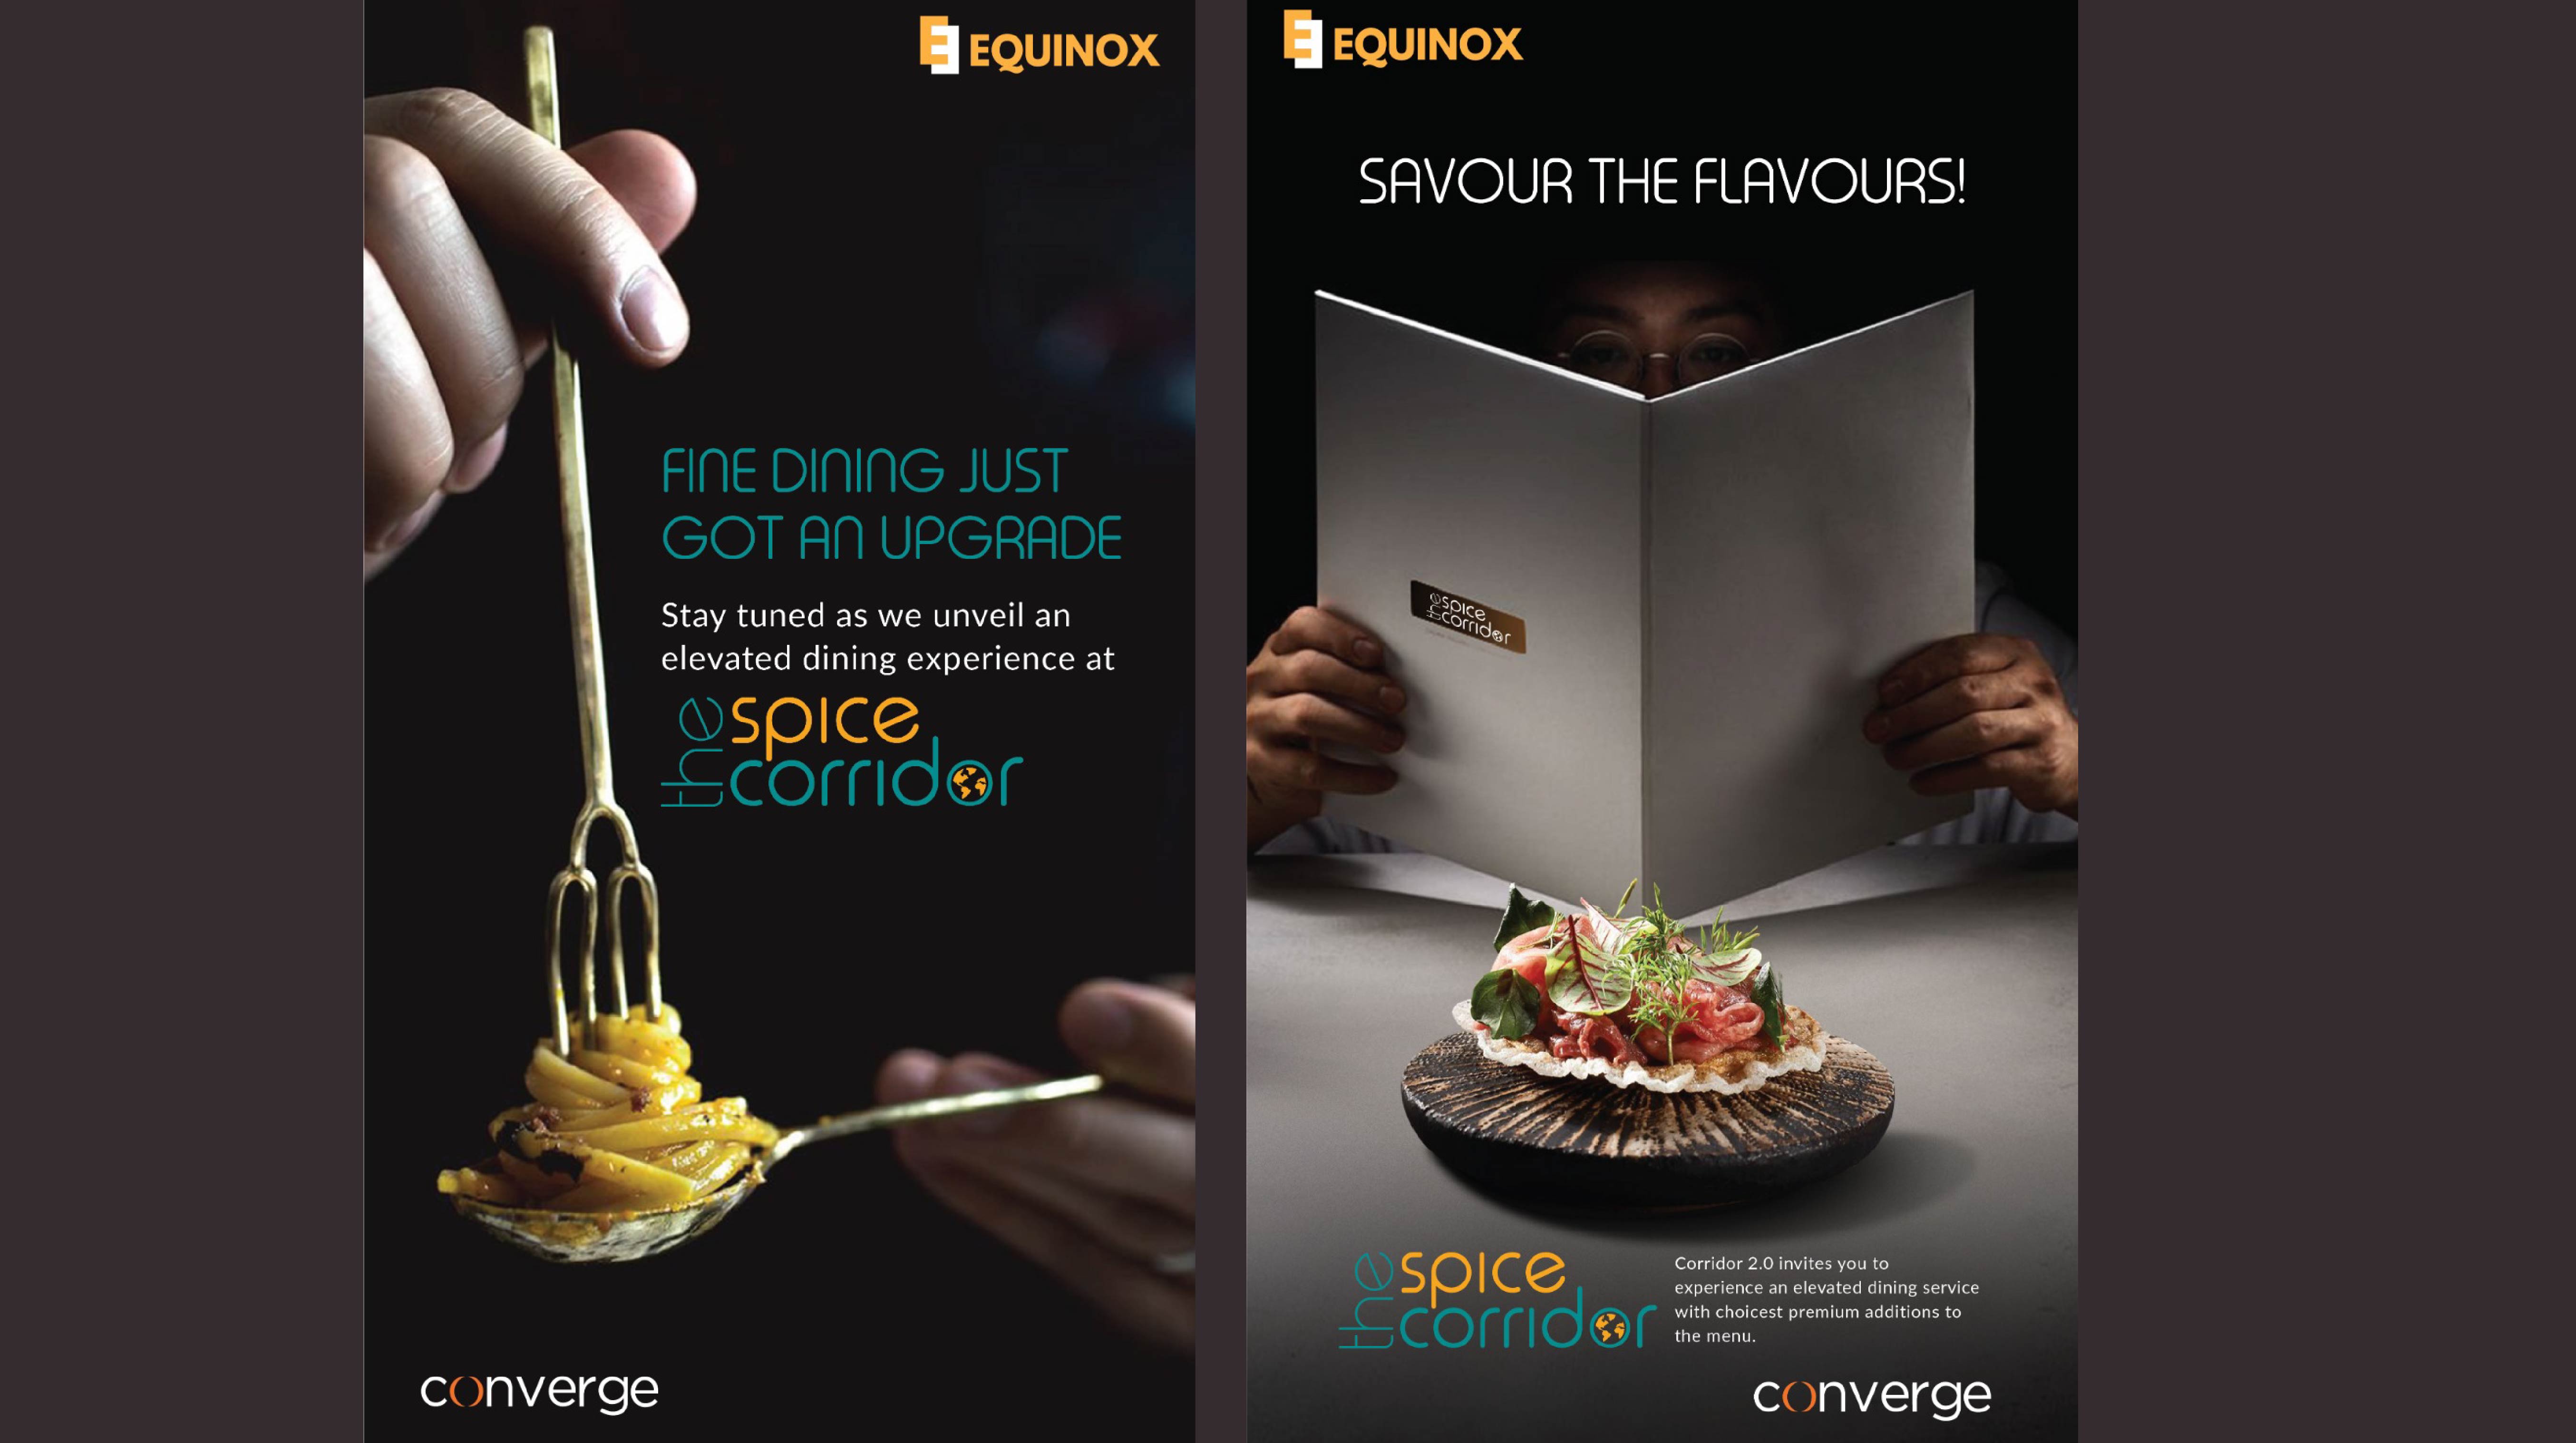 EQUINOX
FINE DINING JUST
GOT AN UPGRADE
Stay tuned as we unveil an
elevated dining experience at
the spice
corridor
converge
EQUINOX
SAVOUR THE FLAVOURS!
the spice
corridor
the spice
corridor
Corridor 2.0 invites you to
experience an elevated dining service
with choicest premium additions to
the menu.
converge